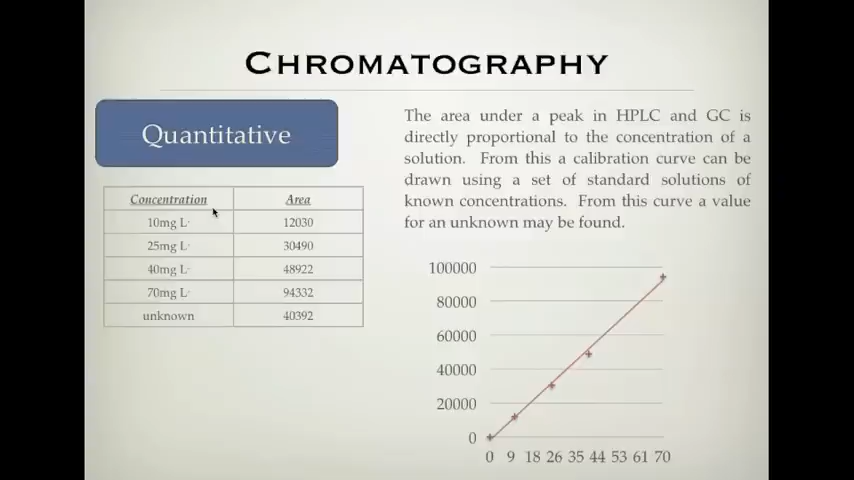 CHROMATOGRAPHY
Quantitative
The area under a peak in HPLC and GC is
directly proportional to the concentration of a
solution. From this a calibration curve can be
drawn using a set of standard solutions of
known concentrations. From this curve a value
for an unknown may be found.
Concentration Area
10mg L- 12030
25mg L- 30490
40mg L- 48922
70mg L- 94332
unknown 40392
100000
80000
60000
40000
20000
0
0 9 18 26 35 44 53 61 70